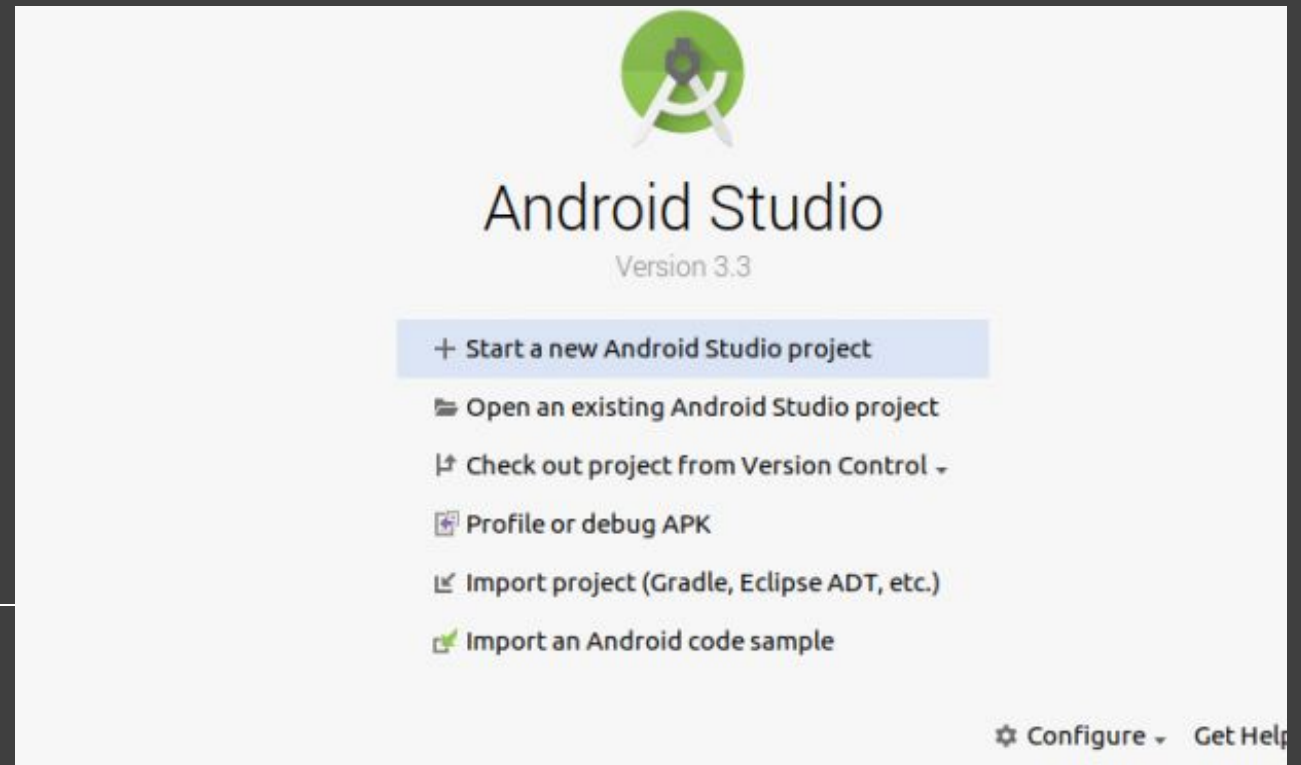 Android Studio
Version 3.3
Start a new Android Studio project
Open an existing Android Studio project
Check out project from Version Control
Profile or debug APK
Import project (Gradle, Eclipse ADT, etc.)
Import an Android code sample
Configure Get Help